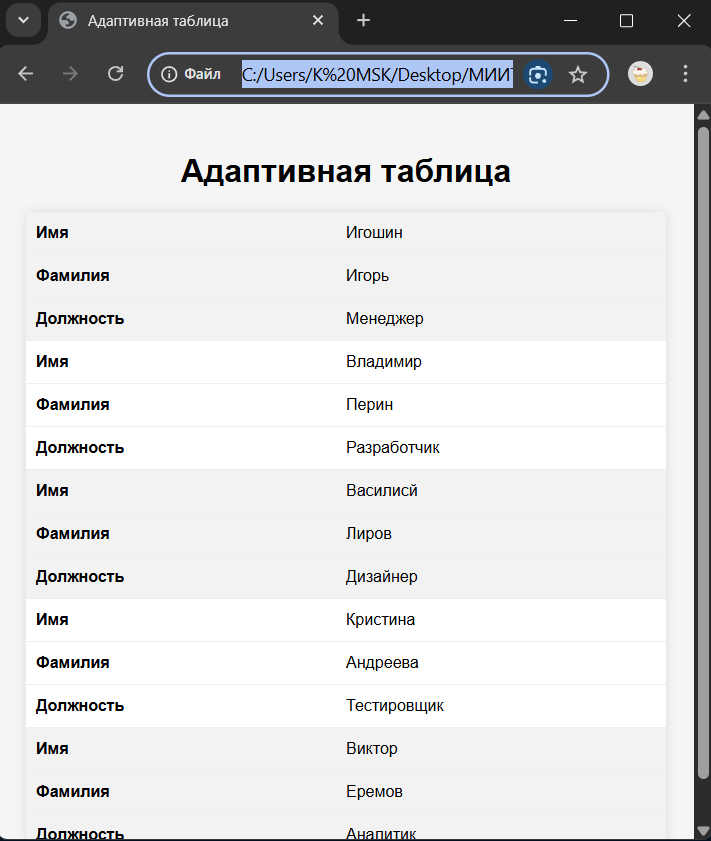 Адаптивная таблица
Файл C:/Users/K%20MSK/Desktop/МИИТ
Адаптивная таблица
Имя Игошин
Фамилия Игорь
Должность Менеджер
Имя Владимир
Фамилия Перин
Должность Разработчик
Имя Василисй
Фамилия Лиров
Должность Дизайнер
Имя Кристина
Фамилия Андреева
Должность Тестировщик
Имя Виктор
Фамилия Еремов
Должность Аналитик